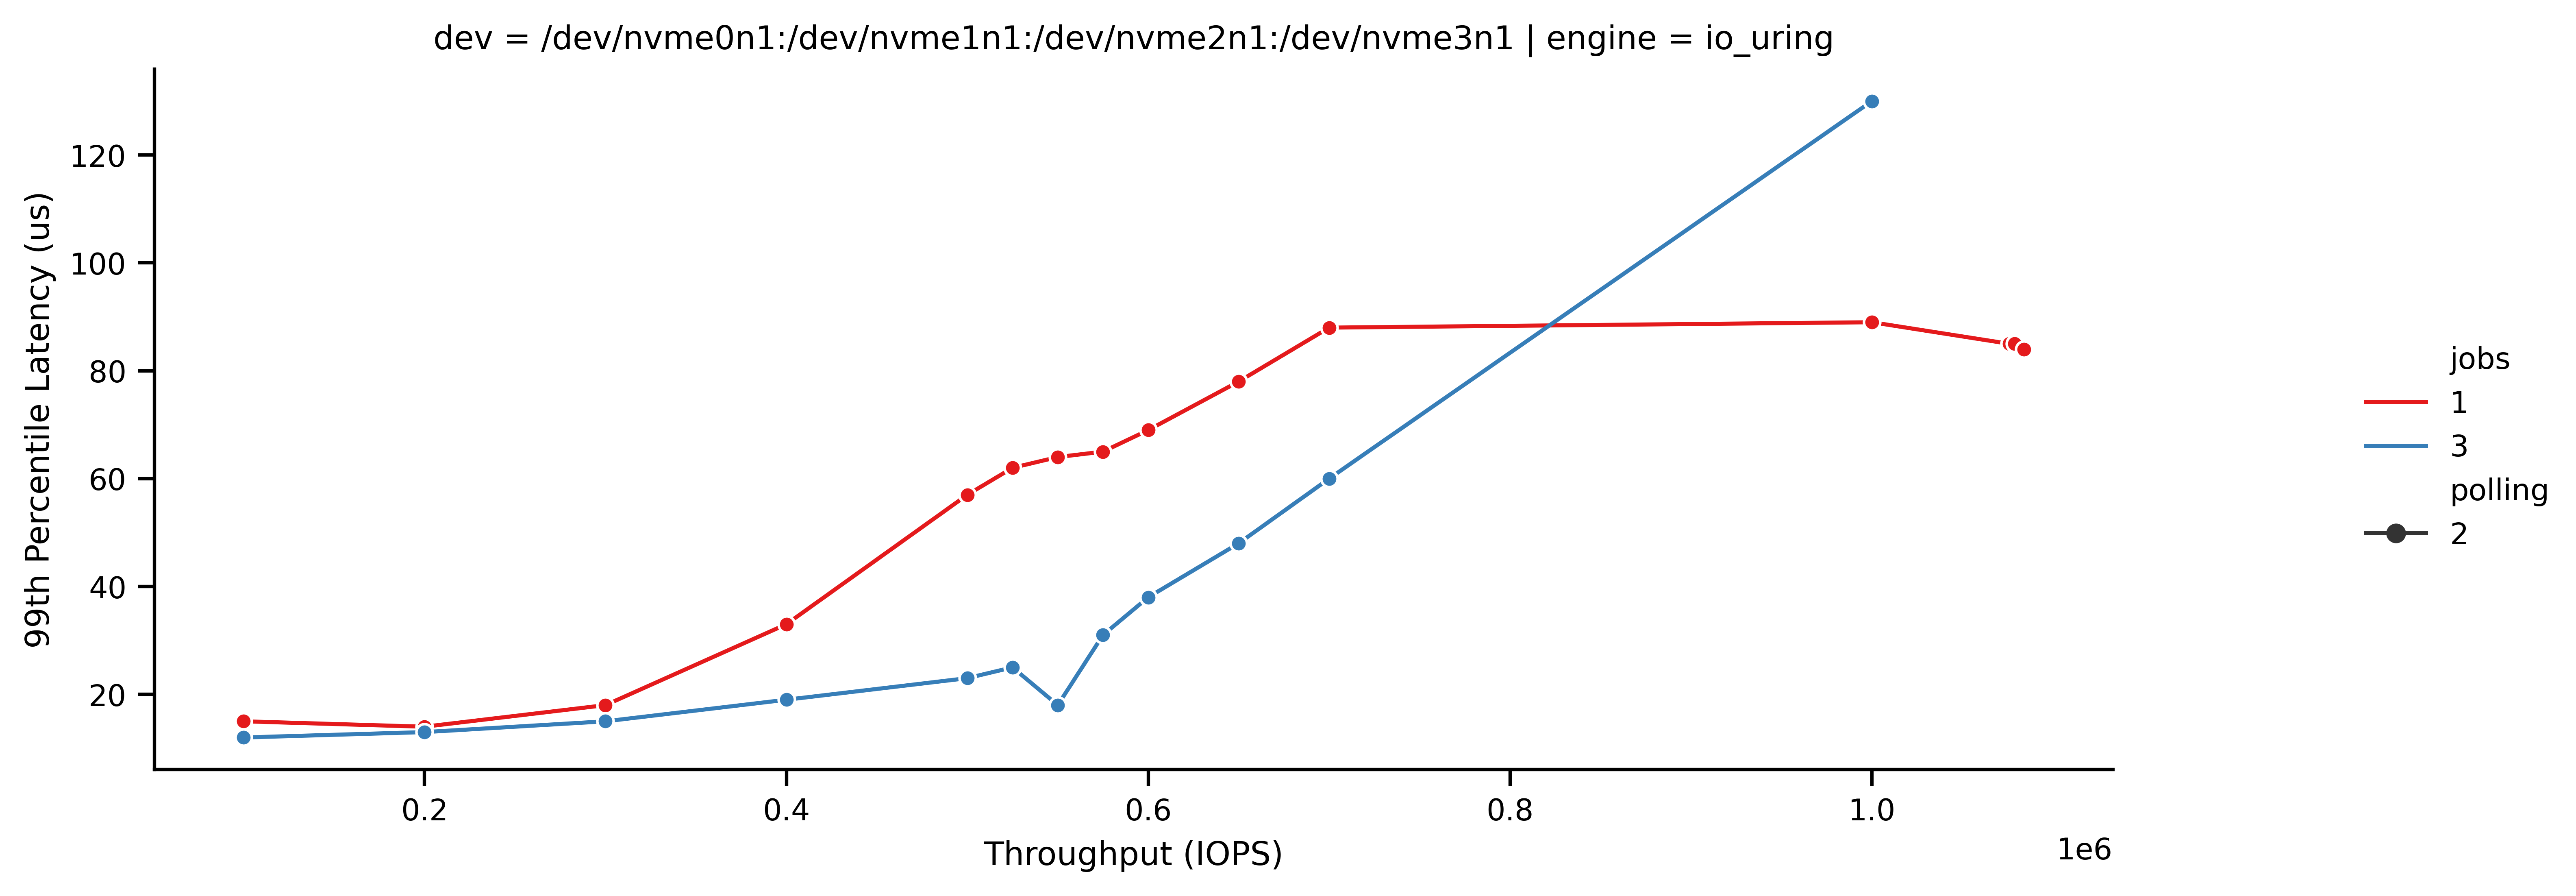 dev = /dev/nvme0n1:/dev/nvme1n1:/dev/nvme2n1:/dev/nvme3n1 | engine = io_uring
99th Percentile Latency (us)
120
100
80
60
40
20
0.2
0.4
0.6
0.8
1.0
1e6
Throughput (IOPS)
jobs
1
3
polling
2